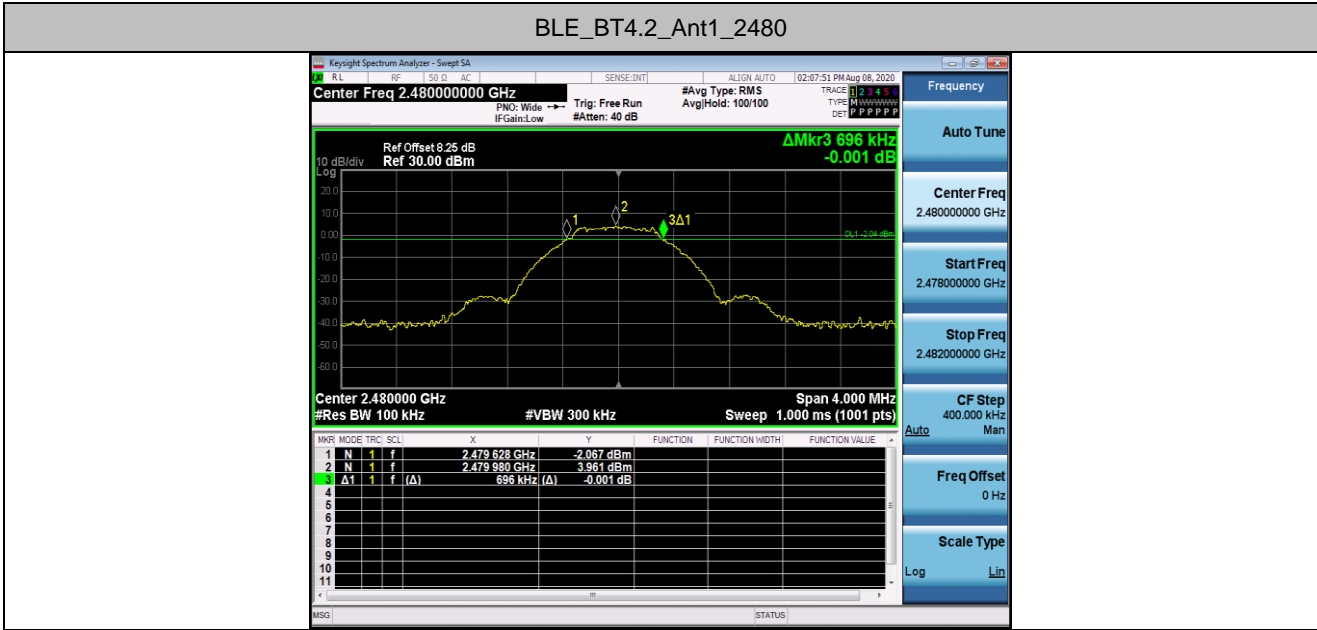 BLE_BT4.2_Ant1_2480
Keysight Spectrum Analyzer - Swept SA
RL RF 50 Ω AC SENSE:INT ALIGN AUTO 02:07:51 PM Aug 08, 2020
Center Freq 2.480000000 GHz
PNO: Wide
IFGain:Low
Trig: Free Run
#Atten: 40 dB
#Avg Type: RMS
Avg|Hold: 100/100
TRACE 1 2 3 4 5 6
TYPE M WWWWW
DET P P P P P P
ΔMkr3 696 kHz
-0.001 dB
Ref Offset 8.25 dB
10 dB/div Ref 30.00 dBm
Log
20.0
10.0
0.00
-10.0
-20.0
-30.0
-40.0
-50.0
-60.0
1
2
3Δ1
DL1 -2.04 dBm
Center 2.480000 GHz Span 4.000 MHz
#Res BW 100 kHz #VBW 300 kHz Sweep 1.000 ms (1001 pts)
MKR MODE TRC SCL X Y FUNCTION FUNCTION WIDTH FUNCTION VALUE
1 N 1 f 2.479 628 GHz -2.067 dBm
2 N 1 f 2.479 980 GHz 3.961 dBm
3 Δ1 1 f (Δ) 696 kHz (Δ) -0.001 dB
4
5
6
7
8
9
10
11
MSG STATUS
Frequency
Auto Tune
Center Freq
2.480000000 GHz
Start Freq
2.478000000 GHz
Stop Freq
2.482000000 GHz
CF Step
400.000 kHz
Auto Man
Freq Offset
0 Hz
Scale Type
Log Lin